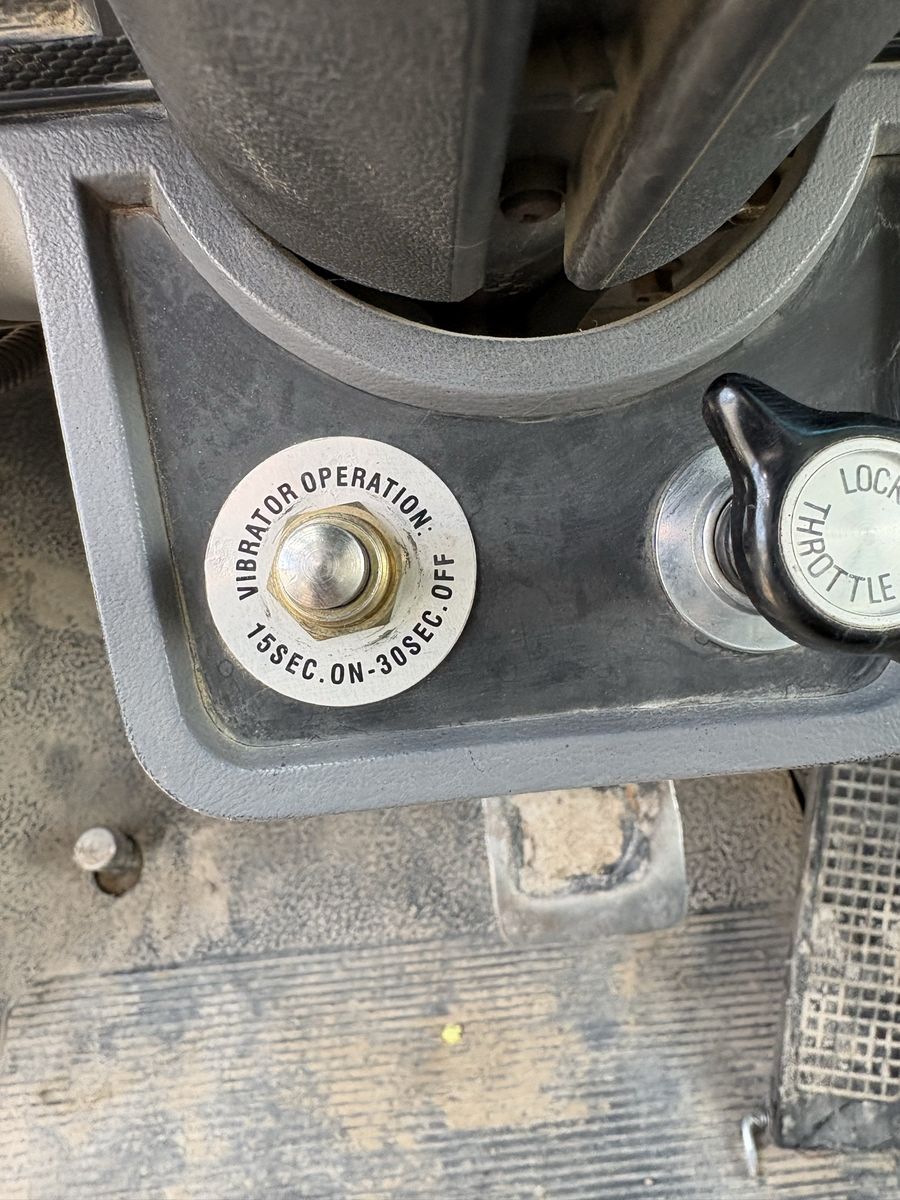 VIBRATOR OPERATION:
15SEC.ON-30SEC.OFF
LOCK
THROTTLE